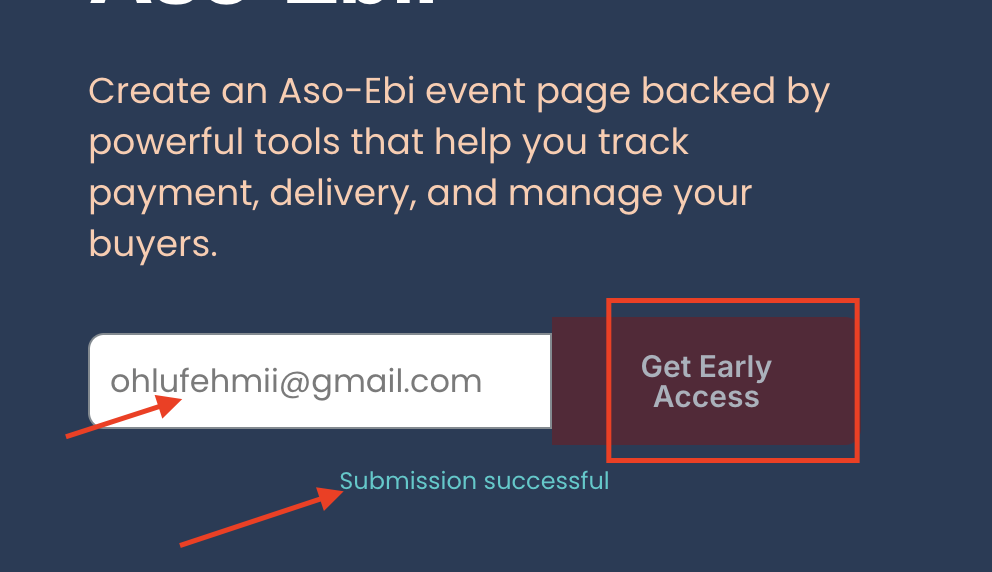 Create an Aso-Ebi event page backed by
powerful tools that help you track
payment, delivery, and manage your
buyers.
ohlufehmii@gmail.com
Get Early
Access
Submission successful